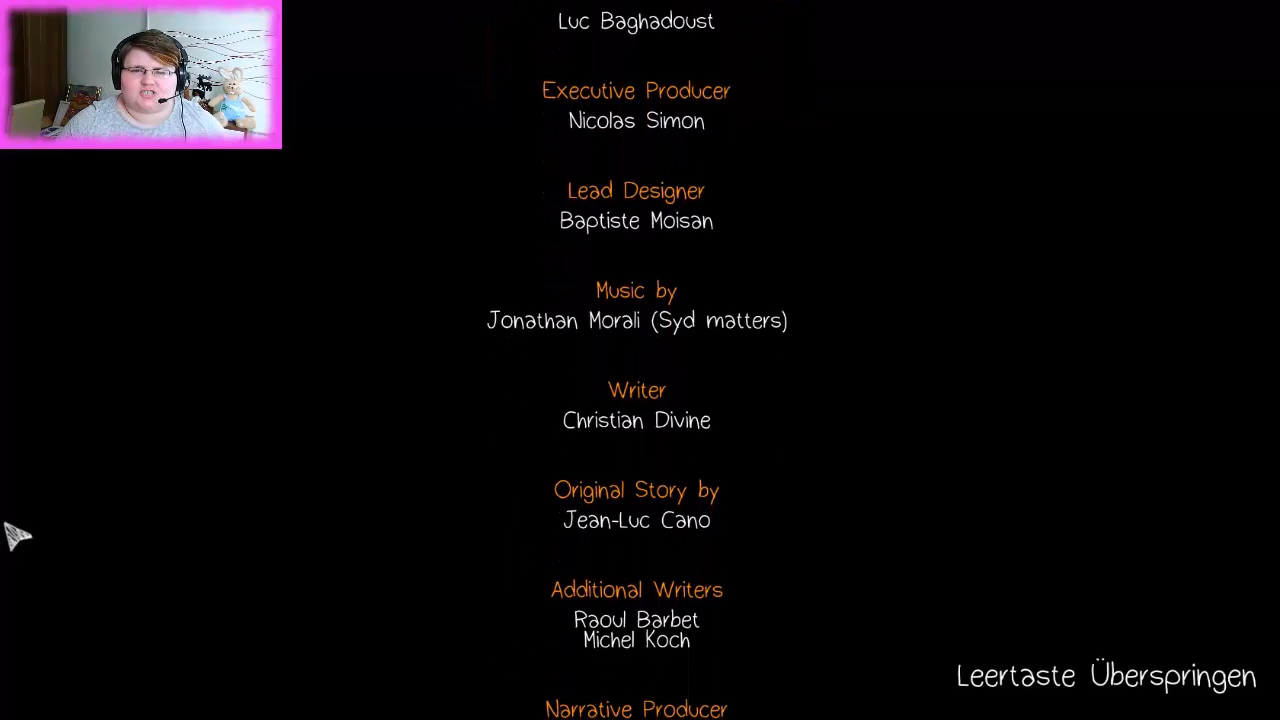 Luc Baghadoust
Executive Producer
Nicolas Simon
Lead Designer
Baptiste Moisan
Music by
Jonathan Morali (Syd matters)
Writer
Christian Divine
Original Story by
Jean-Luc Cano
Additional Writers
Raoul Barbet
Michel Koch
Narrative Producer
Leertaste Überspringen